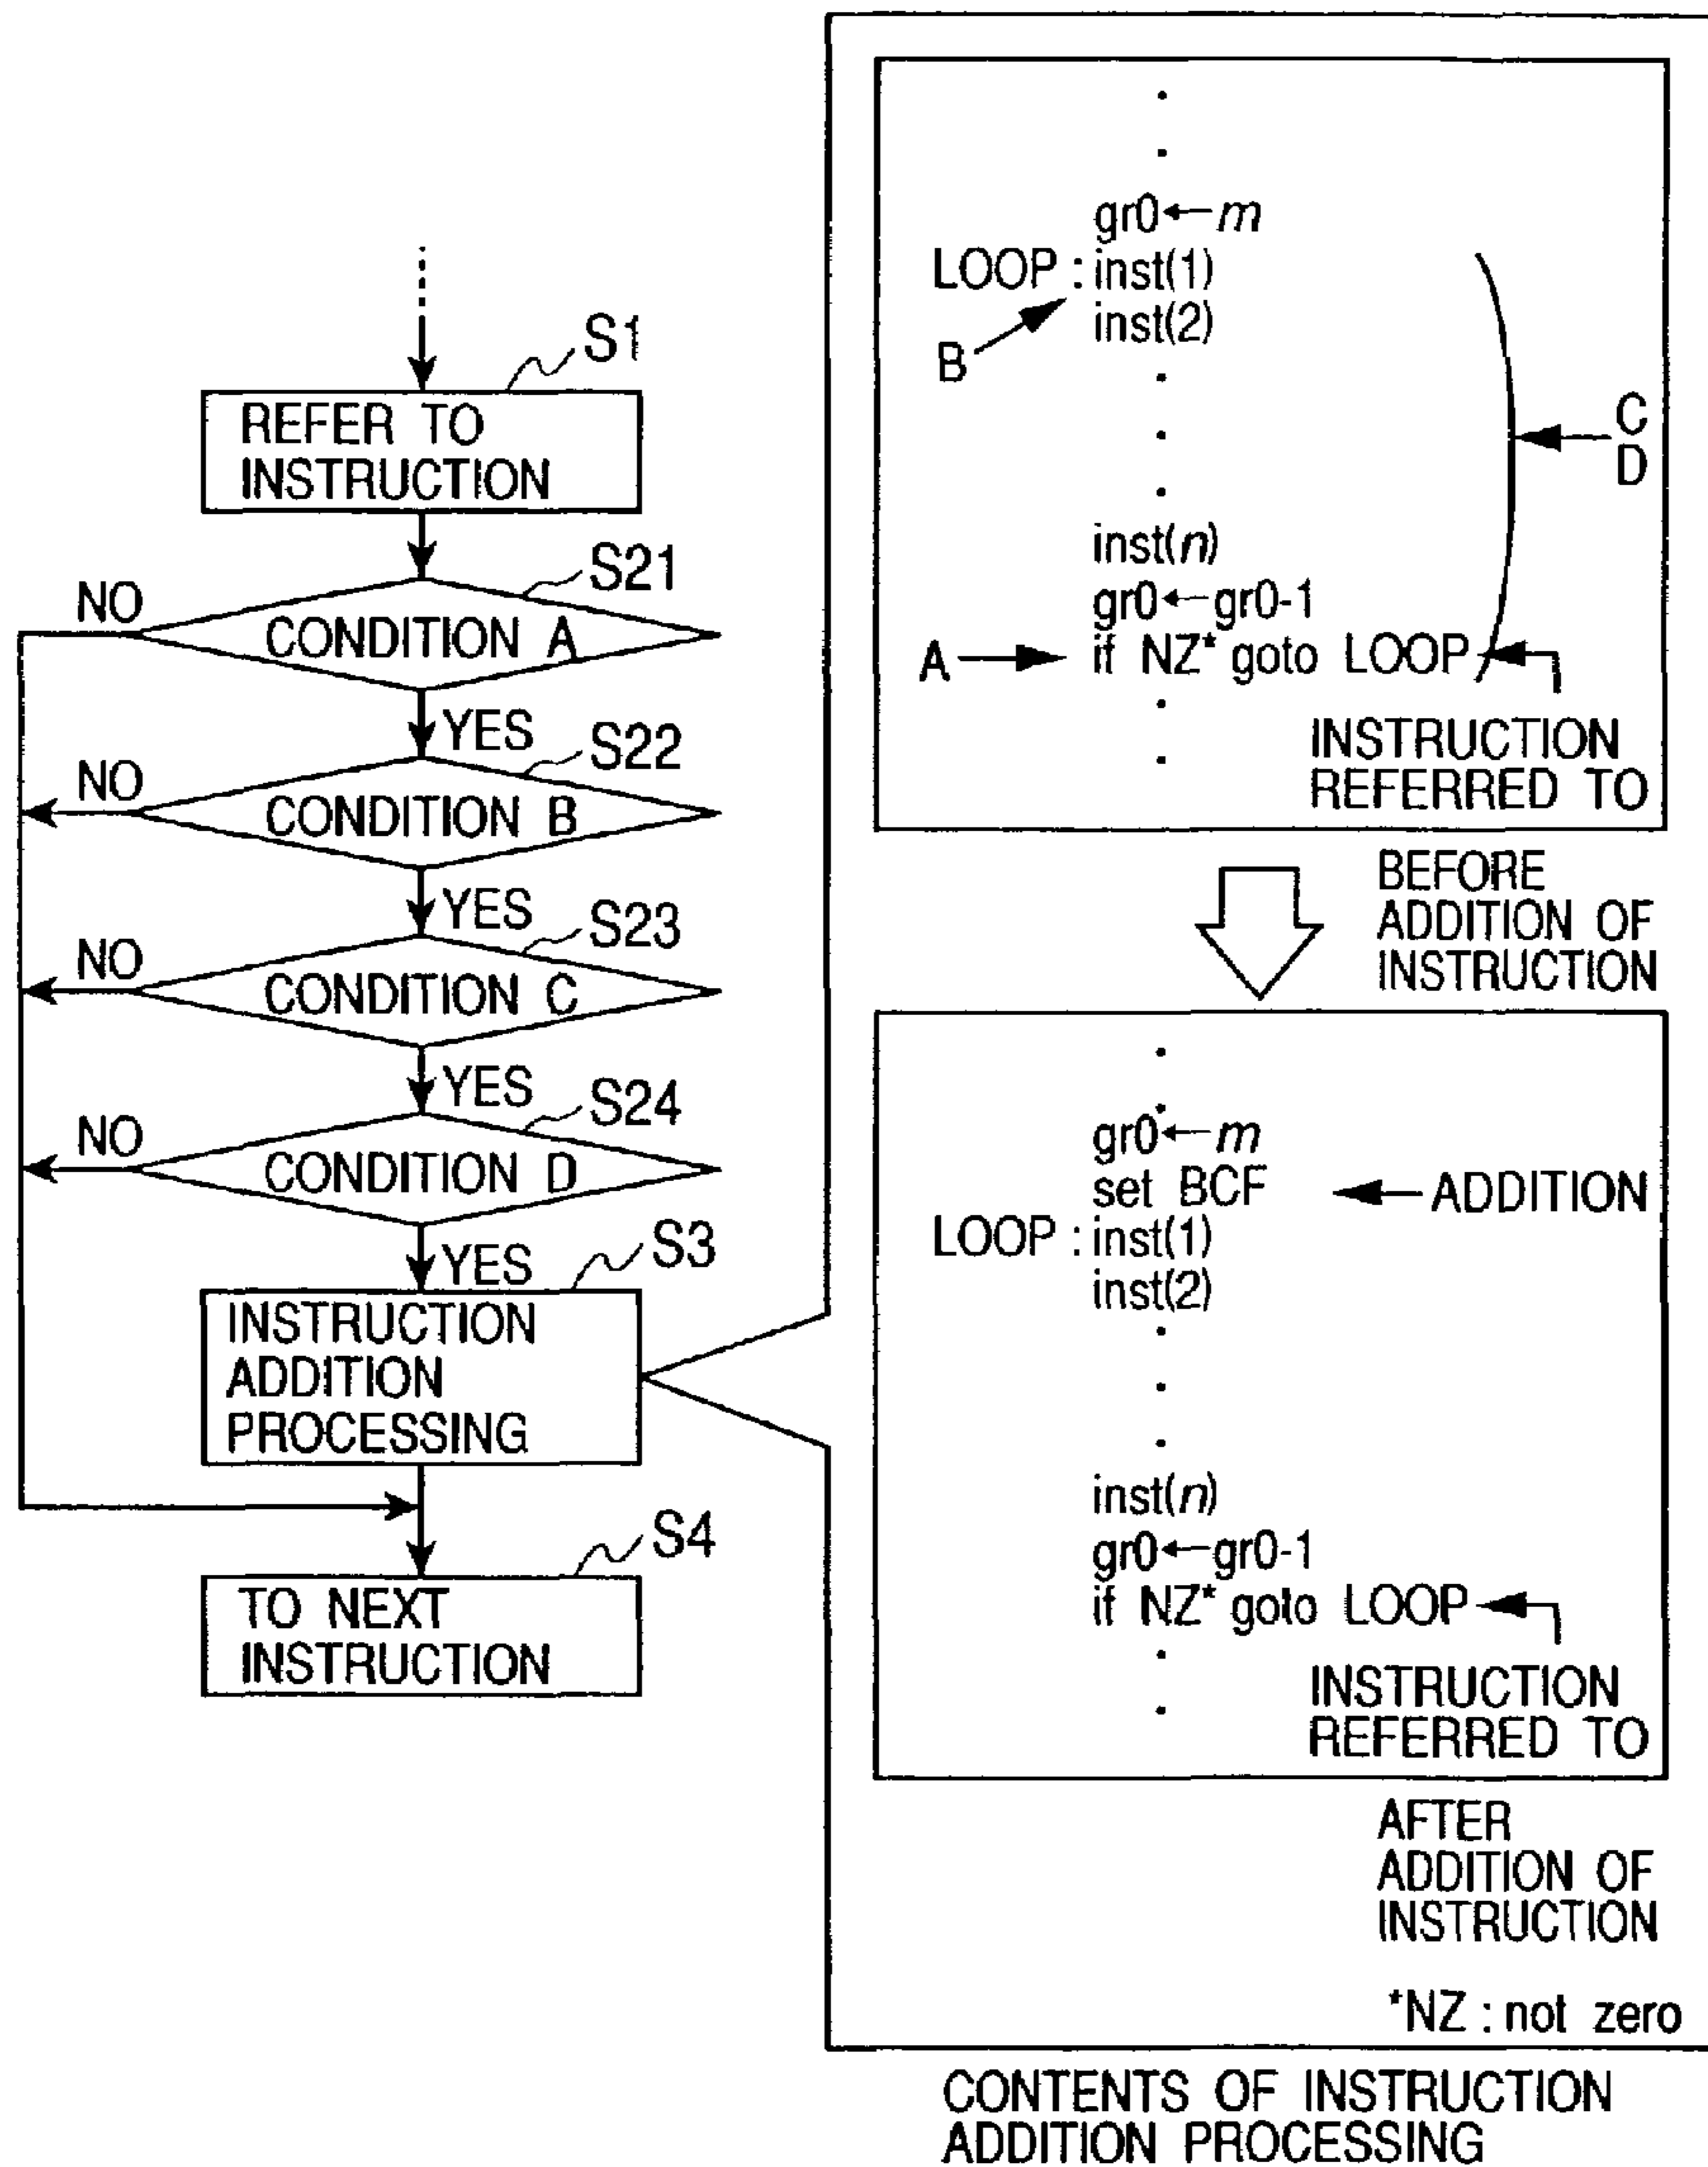 S1
REFER TO
INSTRUCTION
S21
NO
CONDITION A
YES
S22
NO
CONDITION B
YES
S23
NO
CONDITION C
YES
S24
NO
CONDITION D
YES
S3
INSTRUCTION
ADDITION
PROCESSING
S4
TO NEXT
INSTRUCTION
gr0←m
LOOP : inst(1)
inst(2)
B
C
D
inst(n)
gr0←gr0-1
A
if NZ* goto LOOP
INSTRUCTION
REFERRED TO
BEFORE
ADDITION OF
INSTRUCTION
gr0←m
set BCF
ADDITION
LOOP : inst(1)
inst(2)
inst(n)
gr0←gr0-1
if NZ* goto LOOP
INSTRUCTION
REFERRED TO
AFTER
ADDITION OF
INSTRUCTION
*NZ : not zero
CONTENTS OF INSTRUCTION
ADDITION PROCESSING